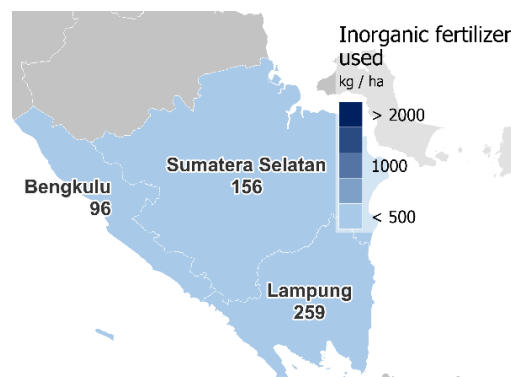 Inorganic fertilizer
used
kg / ha
> 2000
1000
< 500
Sumatera Selatan
156
Bengkulu
96
Lampung
259